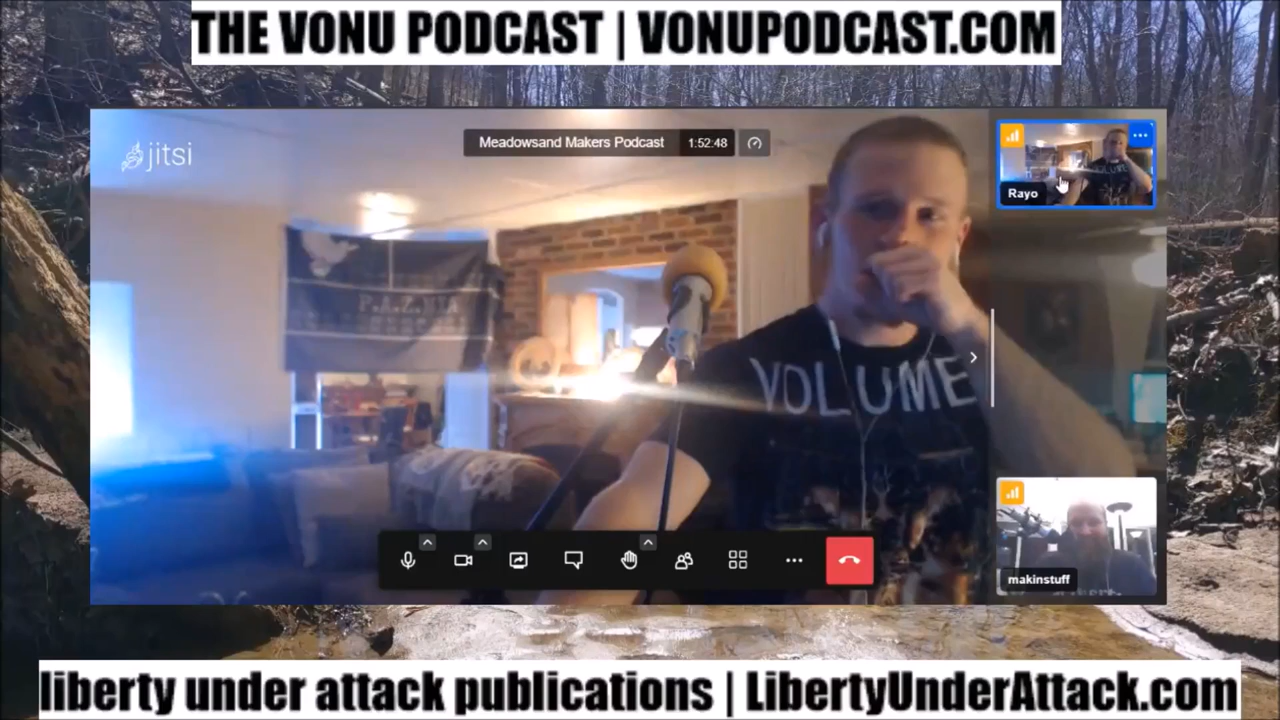 THE VONU PODCAST | VONUPODCAST.COM
jitsi
Meadowsand Makers Podcast 1:52:48
Rayo
VOLUME
makinstuff
liberty under attack publications | LibertyUnderAttack.com